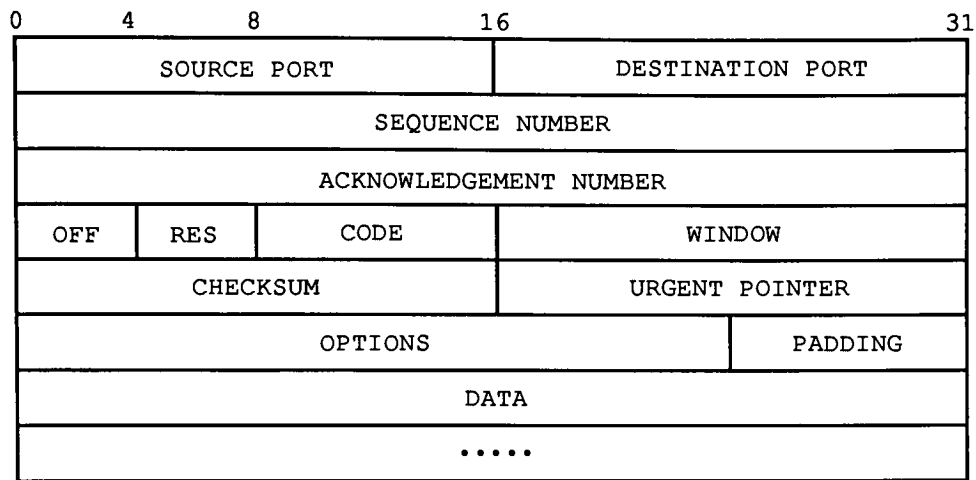 0 4 8 16 31
SOURCE PORT DESTINATION PORT
SEQUENCE NUMBER
ACKNOWLEDGEMENT NUMBER
OFF RES CODE WINDOW
CHECKSUM URGENT POINTER
OPTIONS PADDING
DATA
•••••